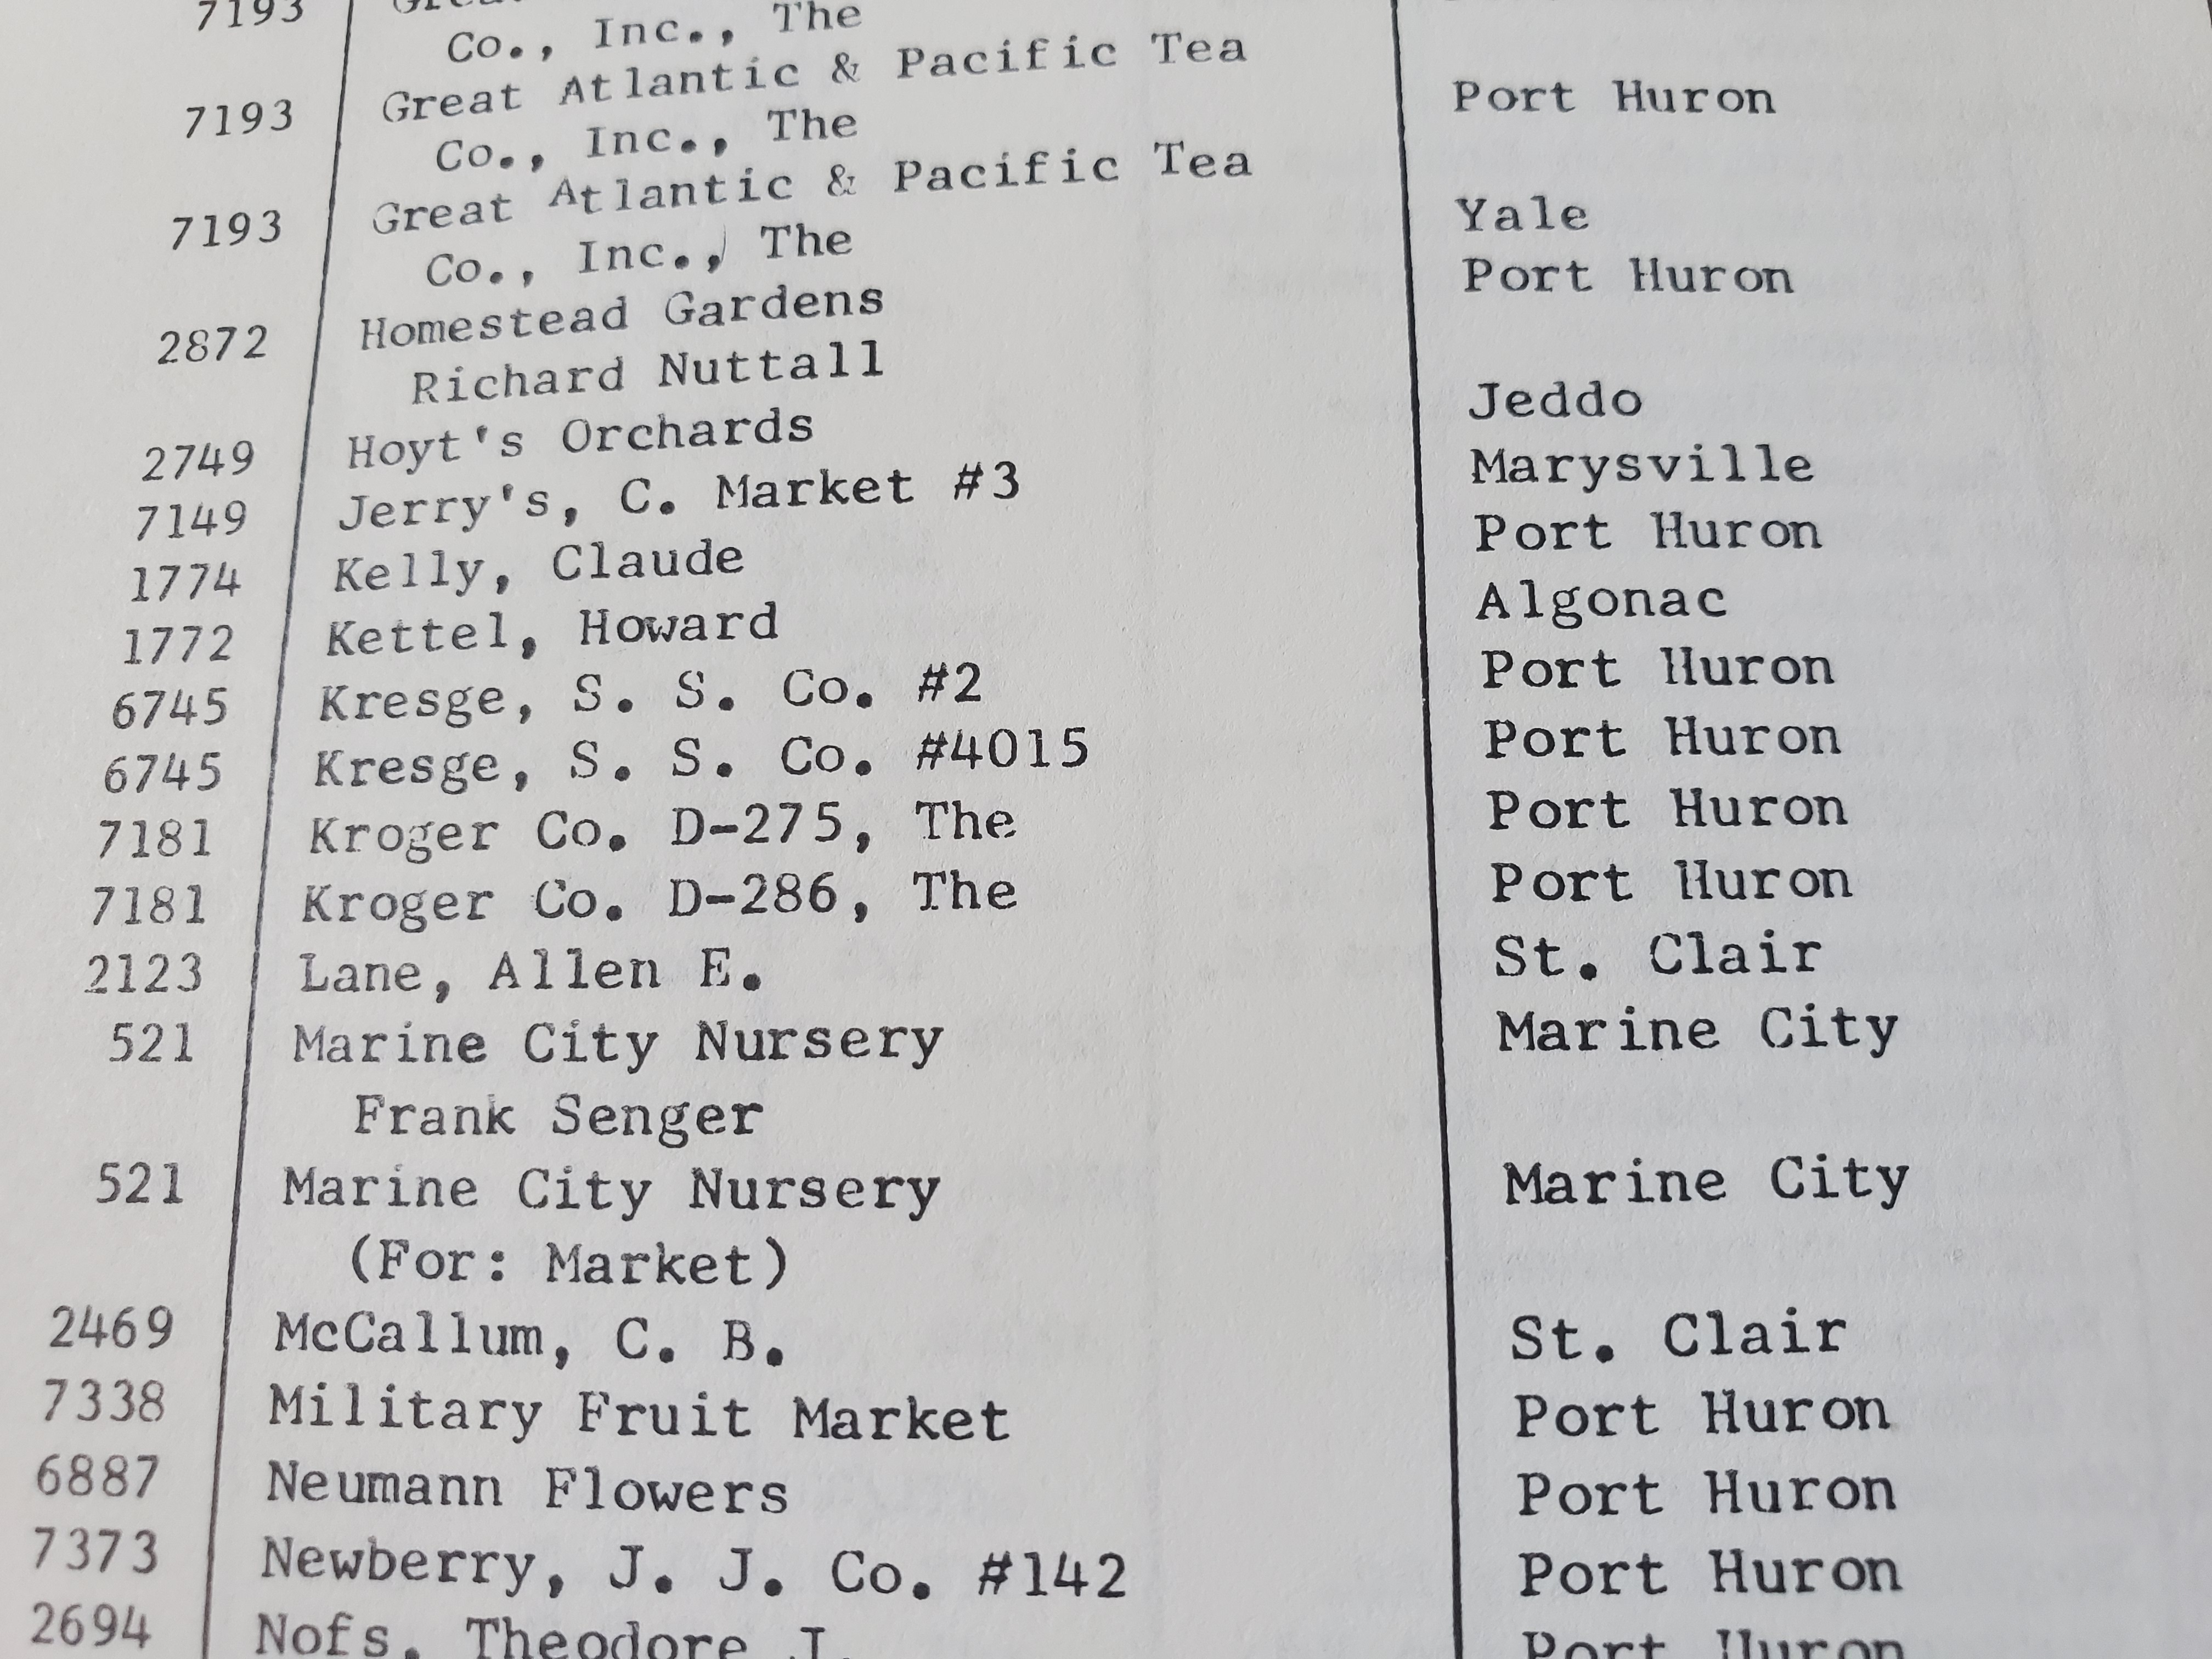 7193 Great
Co., Inc., The
7193 Great Atlantic & Pacific Tea
Co., Inc., The Port Huron
7193 Great Atlantic & Pacific Tea
Co., Inc., The Yale
2872 Homestead Gardens Port Huron
Richard Nuttall
2749 Hoyt's Orchards Jeddo
7149 Jerry's, C. Market #3 Marysville
1774 Kelly, Claude Port Huron
1772 Kettel, Howard Algonac
6745 Kresge, S. S. Co. #2 Port Huron
6745 Kresge, S. S. Co. #4015 Port Huron
7181 Kroger Co. D-275, The Port Huron
7181 Kroger Co. D-286, The Port Huron
2123 Lane, Allen E. St. Clair
521 Marine City Nursery Marine City
Frank Senger
521 Marine City Nursery Marine City
(For: Market)
2469 McCallum, C. B. St. Clair
7338 Military Fruit Market Port Huron
6887 Neumann Flowers Port Huron
7373 Newberry, J. J. Co. #142 Port Huron
2694 Nofs, Theodore J. Port Huron